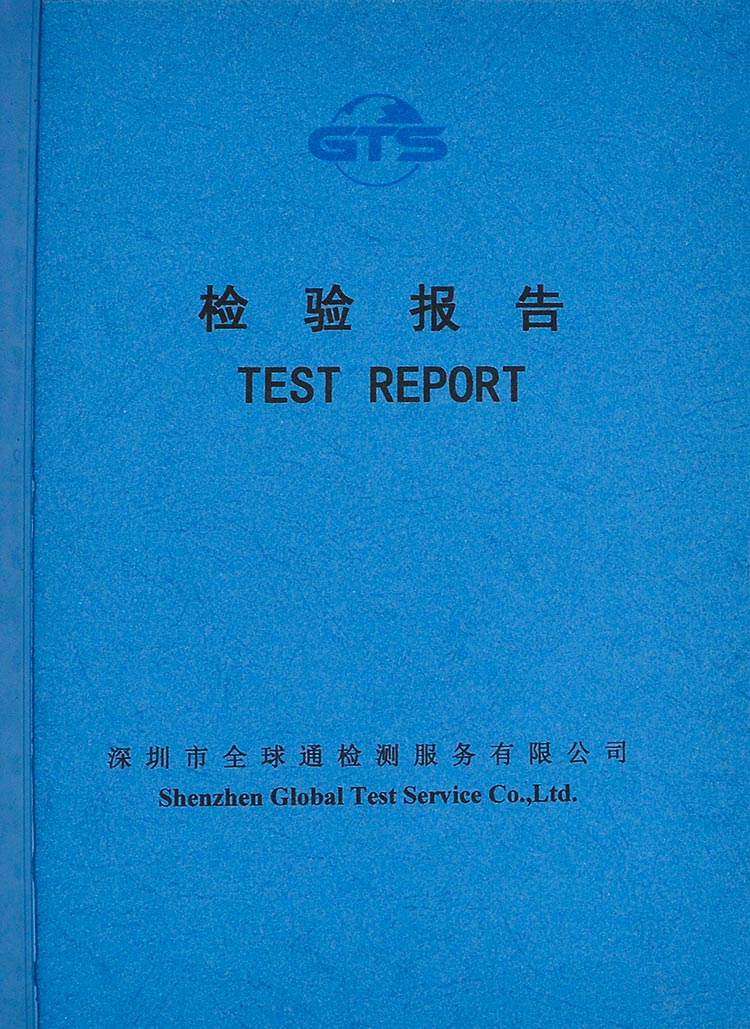 GTS
检验报告
TEST REPORT
深圳市全球通检测服务有限公司
Shenzhen Global Test Service Co.,Ltd.